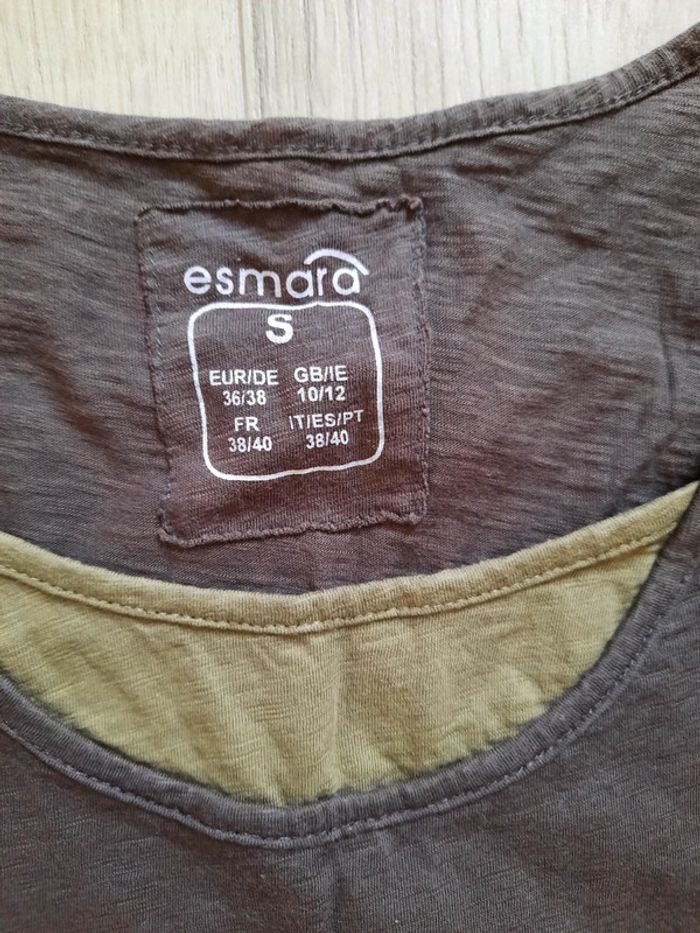 esmara
S
EUR/DE GB/IE
36/38 10/12
FR IT/ES/PT
38/40 38/40